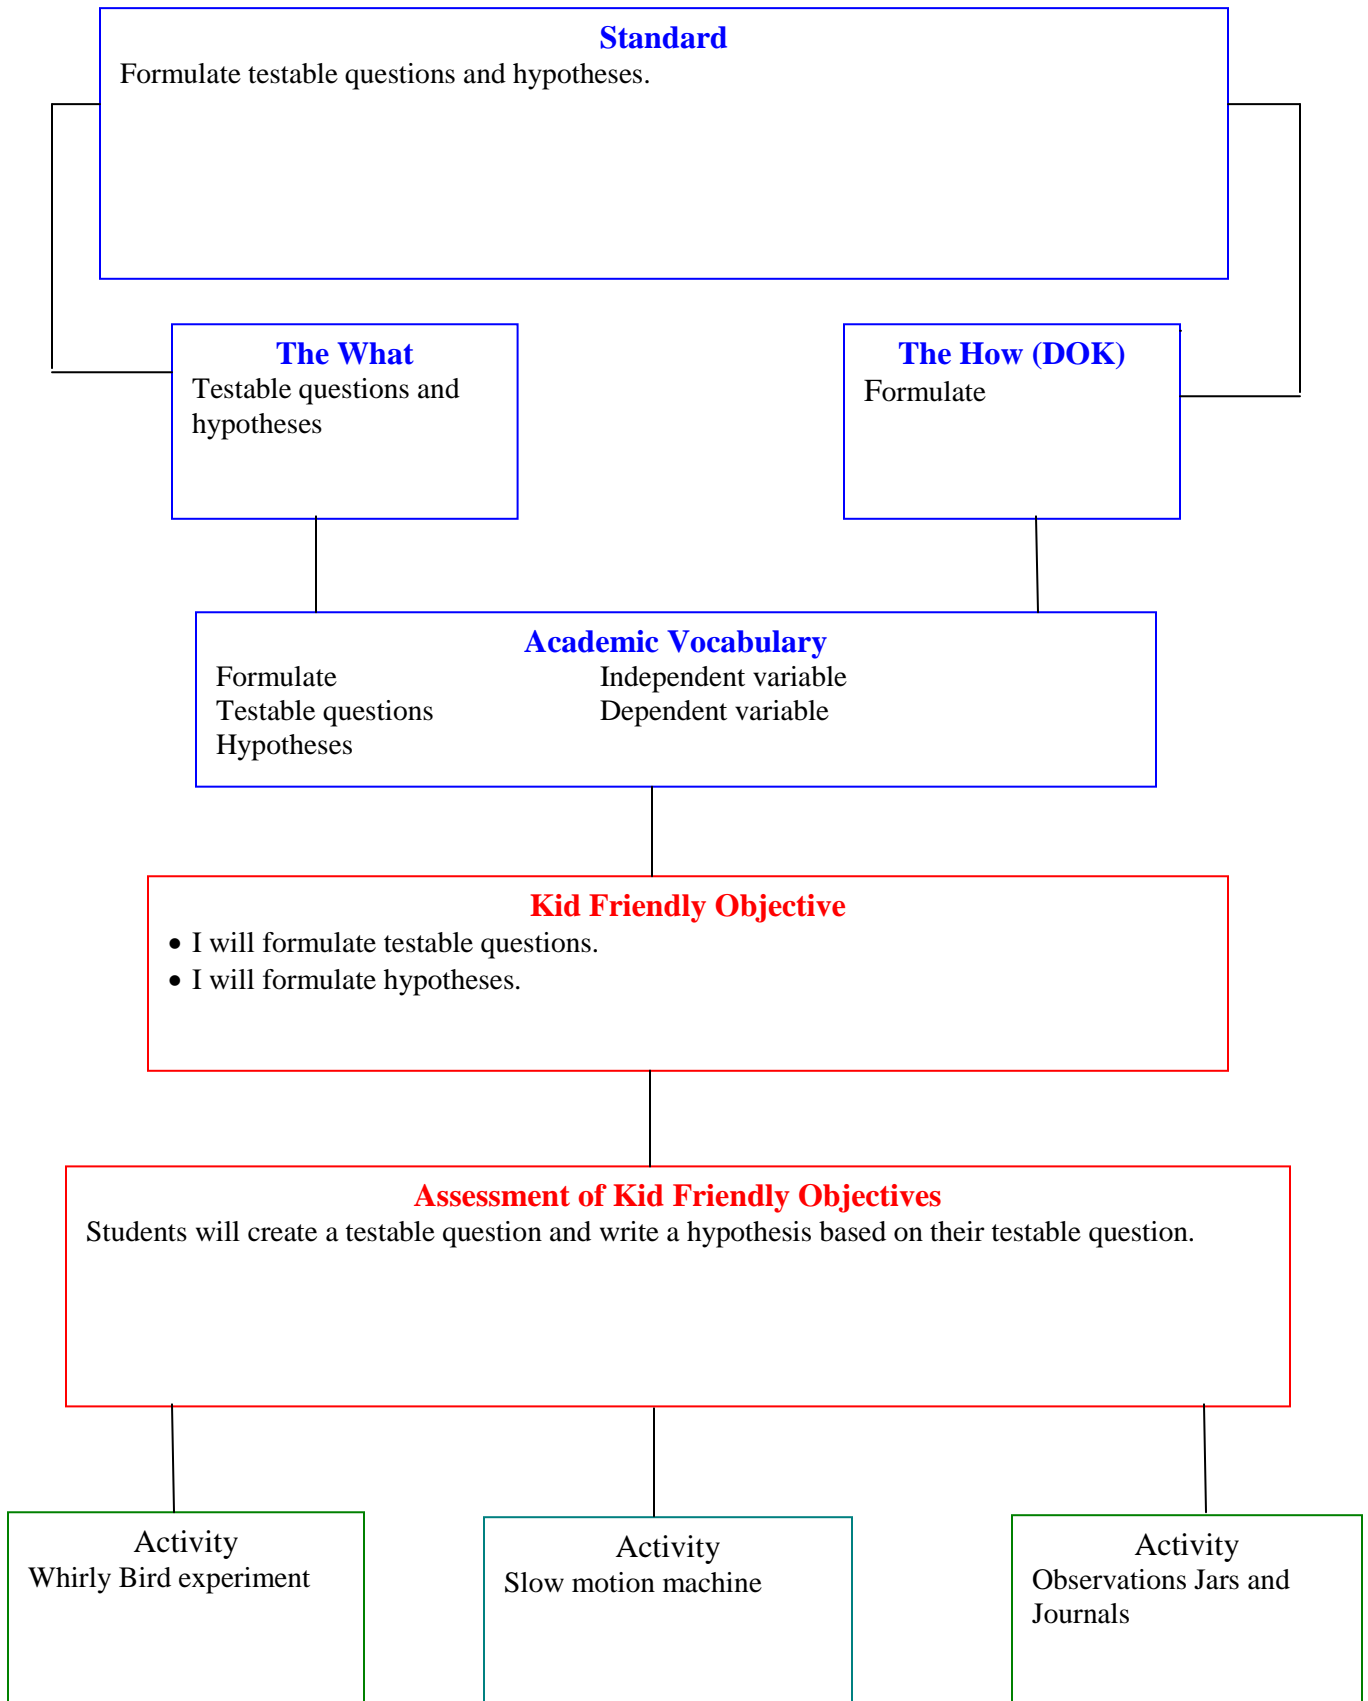 Standard
Formulate testable questions and hypotheses.
The What
Testable questions and
hypotheses
The How (DOK)
Formulate
Academic Vocabulary
Formulate
Testable questions
Hypotheses
Independent variable
Dependent variable
Kid Friendly Objective
• I will formulate testable questions.
• I will formulate hypotheses.
Assessment of Kid Friendly Objectives
Students will create a testable question and write a hypothesis based on their testable question.
Activity
Whirly Bird experiment
Activity
Slow motion machine
Activity
Observations Jars and
Journals